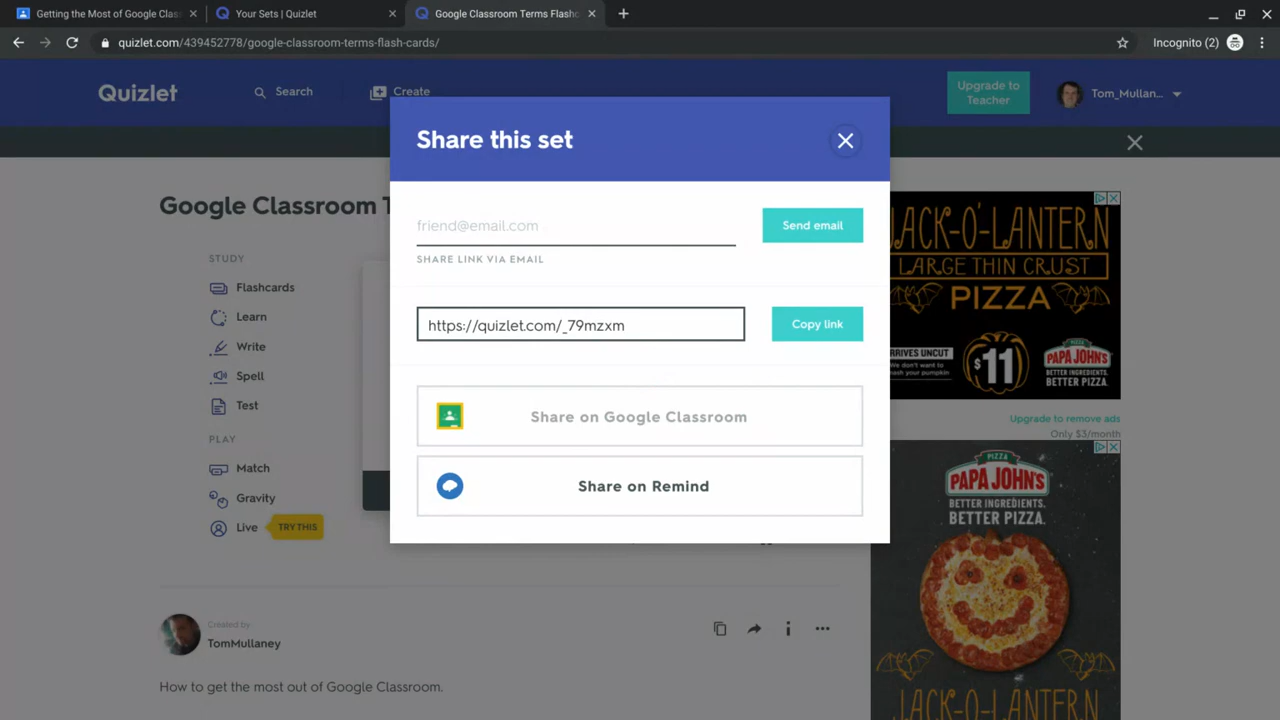 Getting the Most of Google Clas
Your Sets | Quizlet
Google Classroom Terms Flashc
quizlet.com/439452778/google-classroom-terms-flash-cards/
Incognito (2)
Quizlet
Search
Create
Upgrade to
Teacher
Tom_Mullan...
Share this set
friend@email.com
Send email
SHARE LINK VIA EMAIL
https://quizlet.com/_79mzxm
Copy link
Share on Google Classroom
Share on Remind
Google Classroom T
STUDY
Flashcards
Learn
Write
Spell
Test
PLAY
Match
Gravity
Live
TRY THIS
Created by
TomMullaney
How to get the most out of Google Classroom.
JACK-O'-LANTERN
LARGE THIN CRUST
PIZZA
ARRIVES UNCUT
We don't want to
$11
PAPA JOHN'S
BETTER INGREDIENTS.
BETTER PIZZA.
Upgrade to remove ads
Only $3/month
PIZZA
PAPA JOHN'S
BETTER INGREDIENTS.
BETTER PIZZA.
JACK-O'-LANTERN